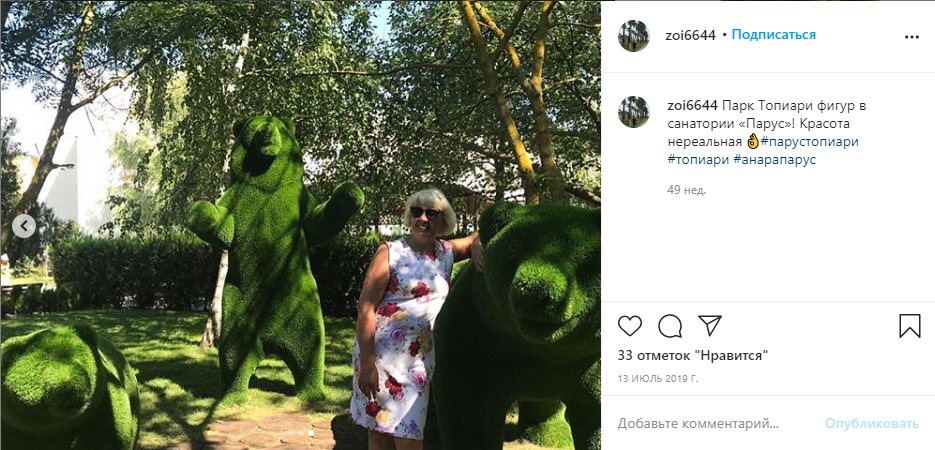 zoi6644 • Подписаться
zoi6644 Парк Топиари фигур в
санатории «Парус»! Красота
нереальная 👌#парустопиари
#топиари #анарапарус
49 нед.
33 отметок "Нравится"
13 ИЮЛЬ 2019 Г.
Добавьте комментарий... Опубликовать